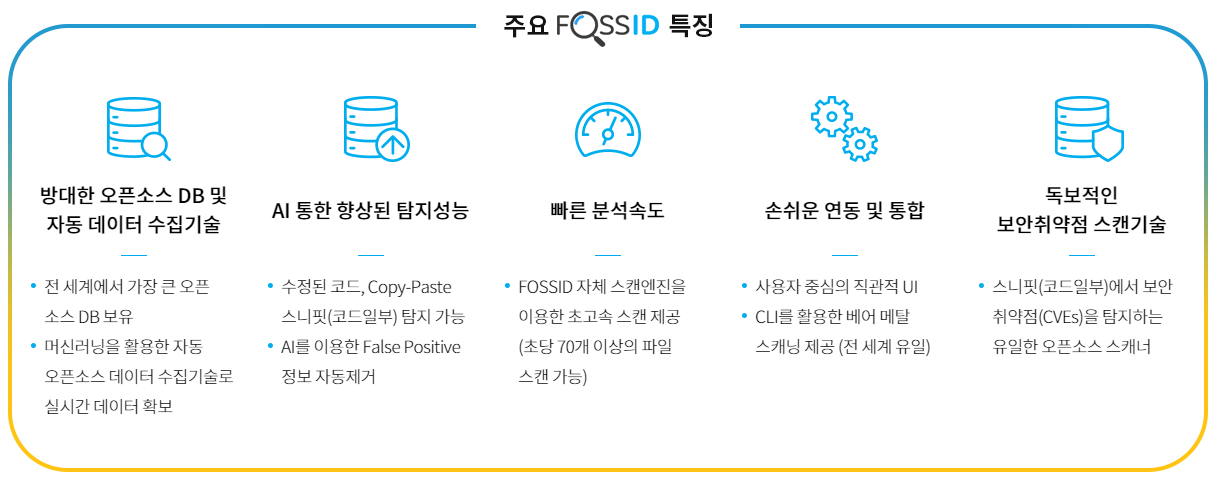 주요 FOSSID 특징
방대한 오픈소스 DB 및
자동 데이터 수집기술
전 세계에서 가장 큰 오픈
소스 DB 보유
머신러닝을 활용한 자동
오픈소스 데이터 수집기술로
실시간 데이터 확보
AI 통한 향상된 탐지성능
수정된 코드, Copy-Paste
스니핏(코드일부) 탐지 가능
AI를 이용한 False Positive
정보 자동제거
빠른 분석속도
FOSSID 자체 스캔엔진을
이용한 초고속 스캔 제공
(초당 70개 이상의 파일
스캔 가능)
손쉬운 연동 및 통합
사용자 중심의 직관적 UI
CLI를 활용한 베어 메탈
스캐닝 제공 (전 세계 유일)
독보적인
보안취약점 스캔기술
스니핏(코드일부)에서 보안
취약점(CVEs)을 탐지하는
유일한 오픈소스 스캐너